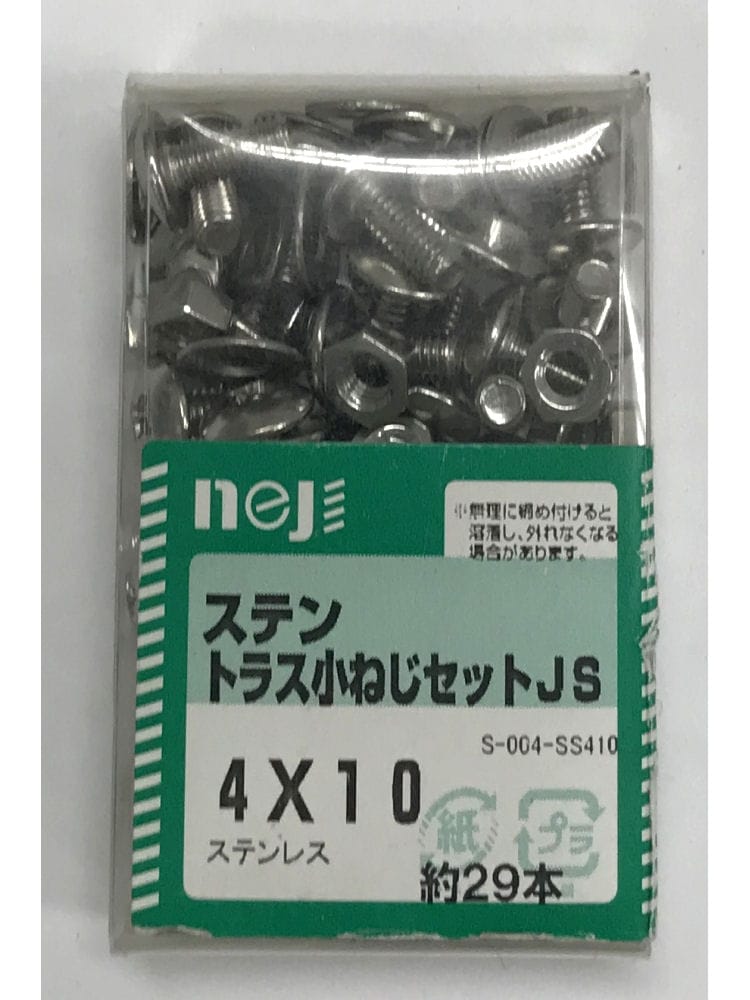 neji
※無理に締め付けると
溶着し、外れなくなる
場合があります。
ステン
トラス小ねじセットJS
S-004-SS410
4X10
ステンレス
紙
プラ
約29本